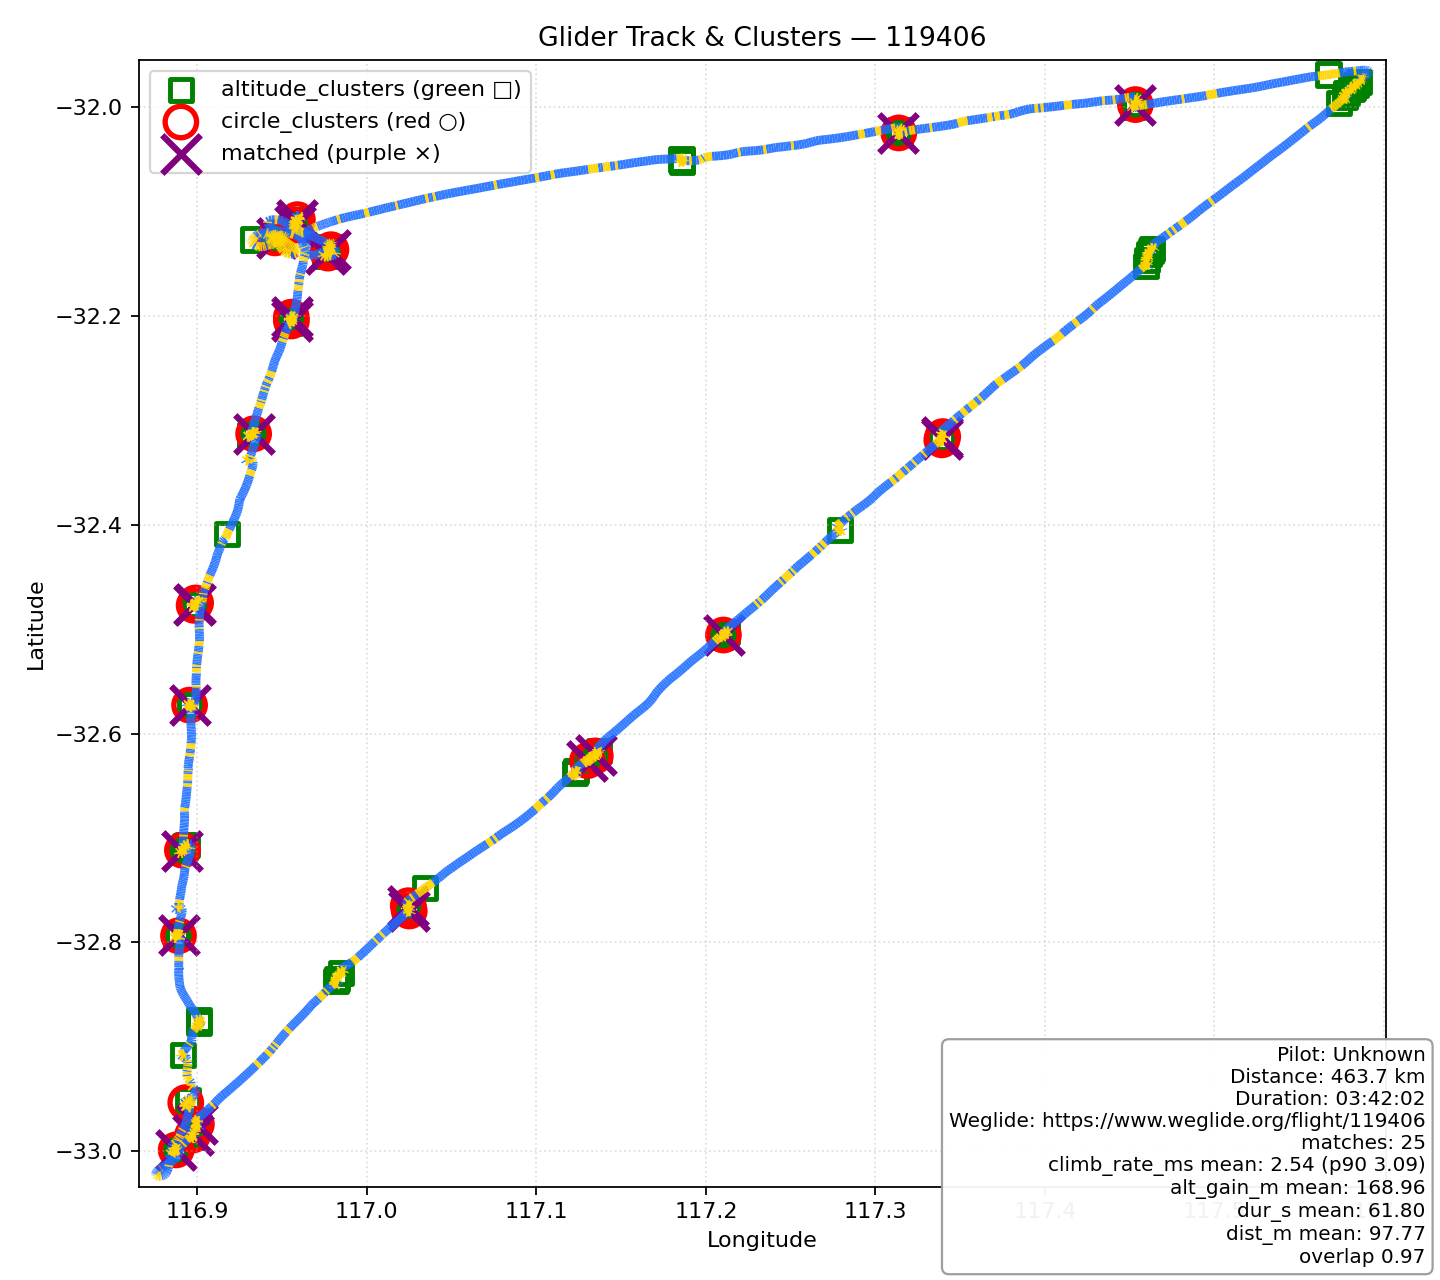 Glider Track & Clusters — 119406
altitude_clusters (green □)
circle_clusters (red ○)
matched (purple ×)
−32.0
−32.2
−32.4
−32.6
−32.8
−33.0
Latitude
116.9
117.0
117.1
117.2
117.3
117.4
Longitude
Pilot: Unknown
Distance: 463.7 km
Duration: 03:42:02
Weglide: https://www.weglide.org/flight/119406
matches: 25
climb_rate_ms mean: 2.54 (p90 3.09)
alt_gain_m mean: 168.96
dur_s mean: 61.80
dist_m mean: 97.77
overlap 0.97